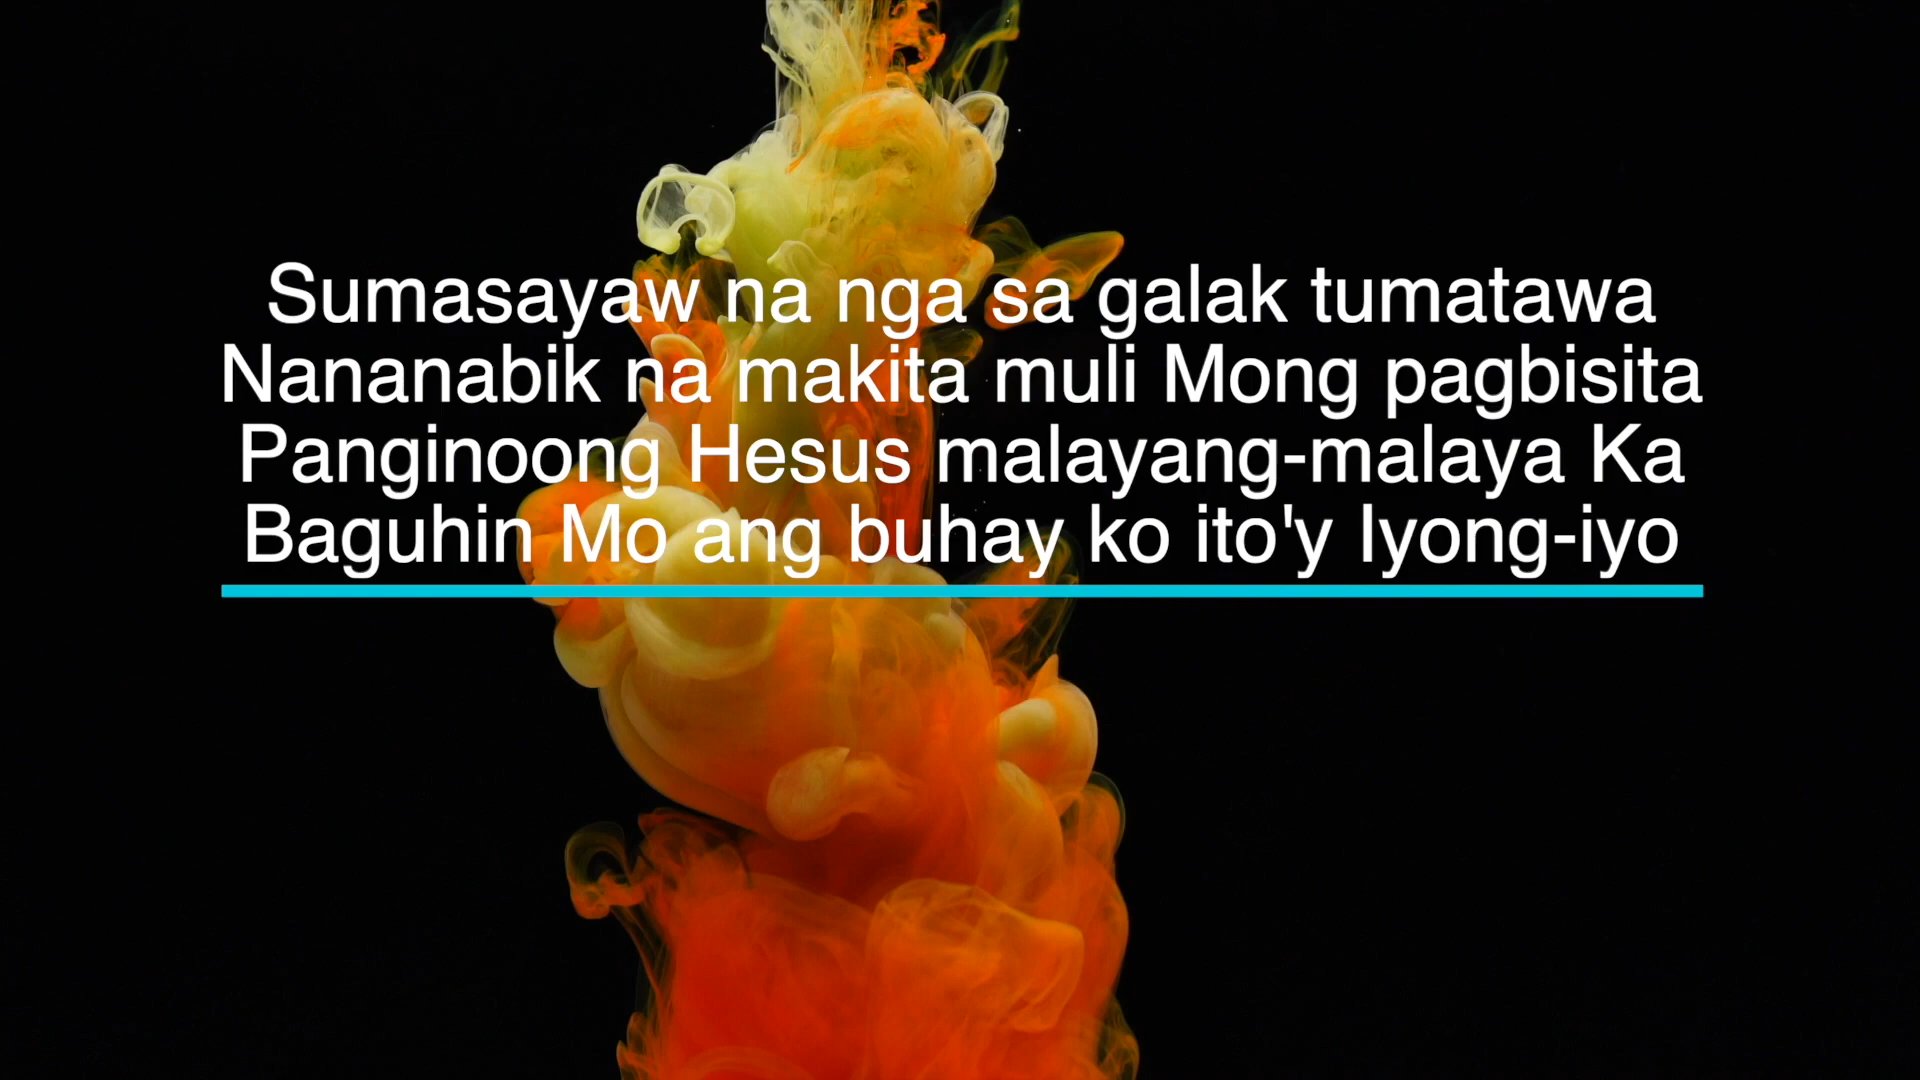 Sumasayaw na nga sa galak tumatawa
Nananabik na makita muli Mong pagbisita
Panginoong Hesus malayang-malaya Ka
Baguhin Mo ang buhay ko ito'y Iyong-iyo